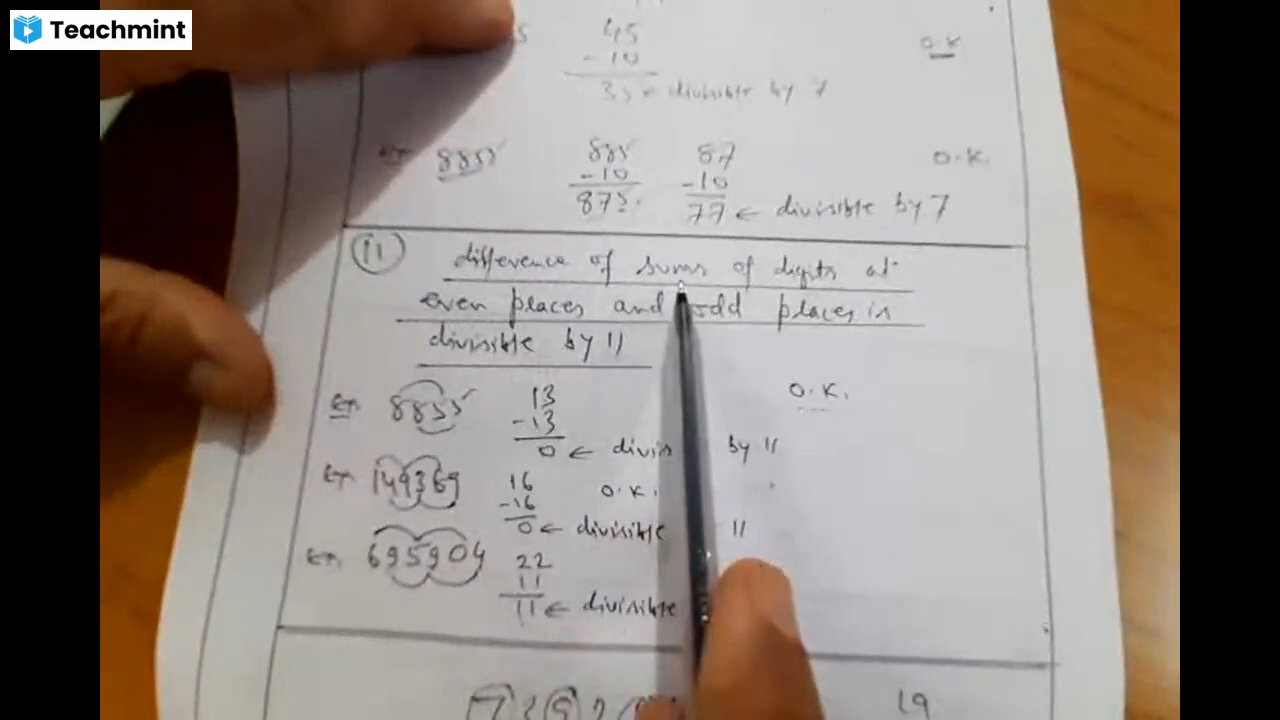 Teachmint
45
-10 O.K
35 ← divisible by 7
Ex. 8855 885 87 O.K.
-10 -10
875. 77 ← divisible by 7
11 difference of sums of digits at
even places and odd places is
divisible by 11
Ex. 8855 13 O.K.
-13
0 ← divis by 11
Ex. 149369 16 O.K.
-16
0 ← divisible 11
Ex. 695904 22
11
11 ← divisible
19